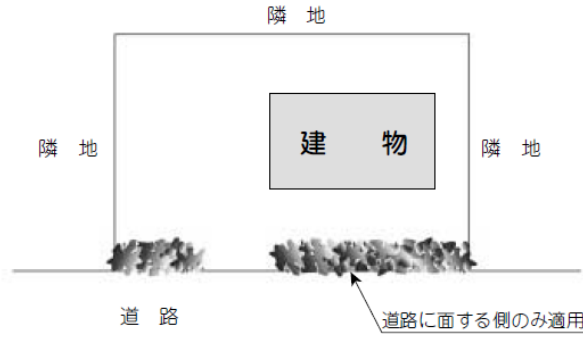 隣 地
隣 地
建 物
隣 地
道 路
道路に面する側のみ適用